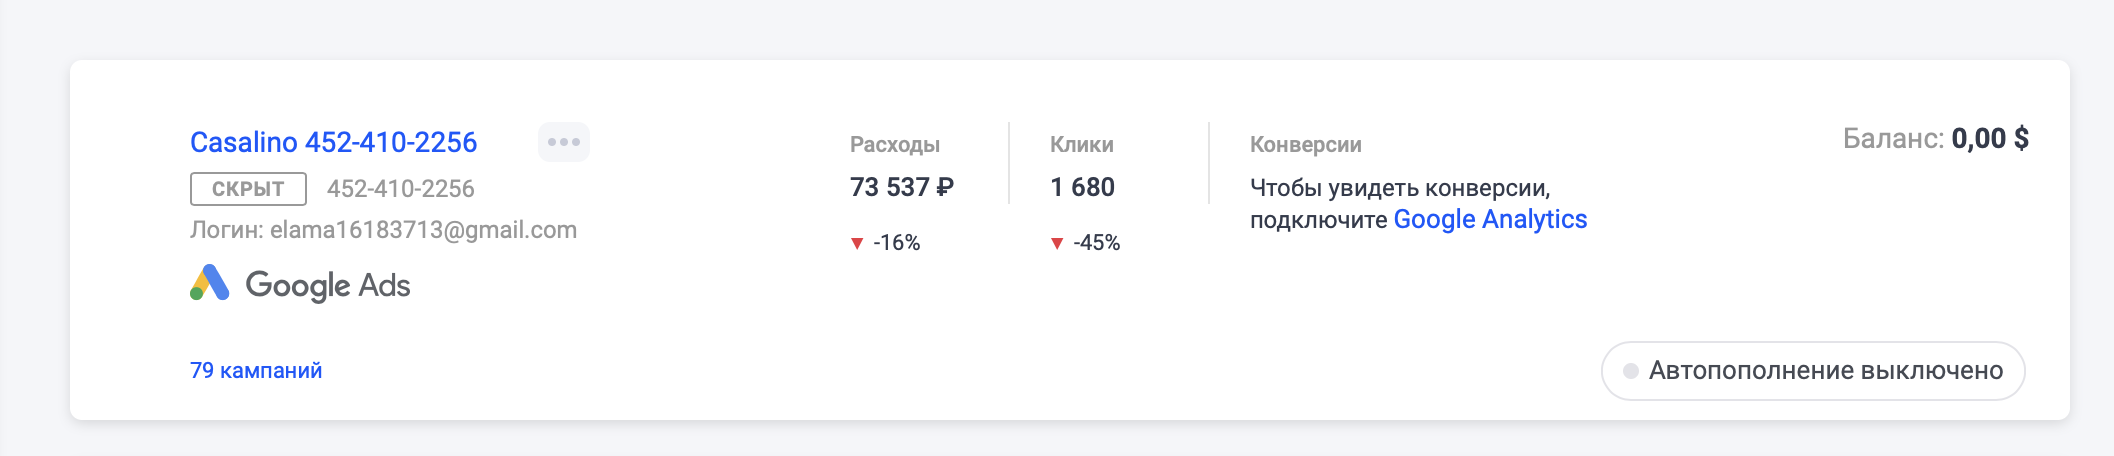 Casalino 452-410-2256
СКРЫТ 452-410-2256
Логин: elama16183713@gmail.com
Google Ads
79 кампаний
Расходы
73 537 ₽
-16%
Клики
1 680
-45%
Конверсии
Чтобы увидеть конверсии,
подключите Google Analytics
Баланс: 0,00 $
Автопополнение выключено